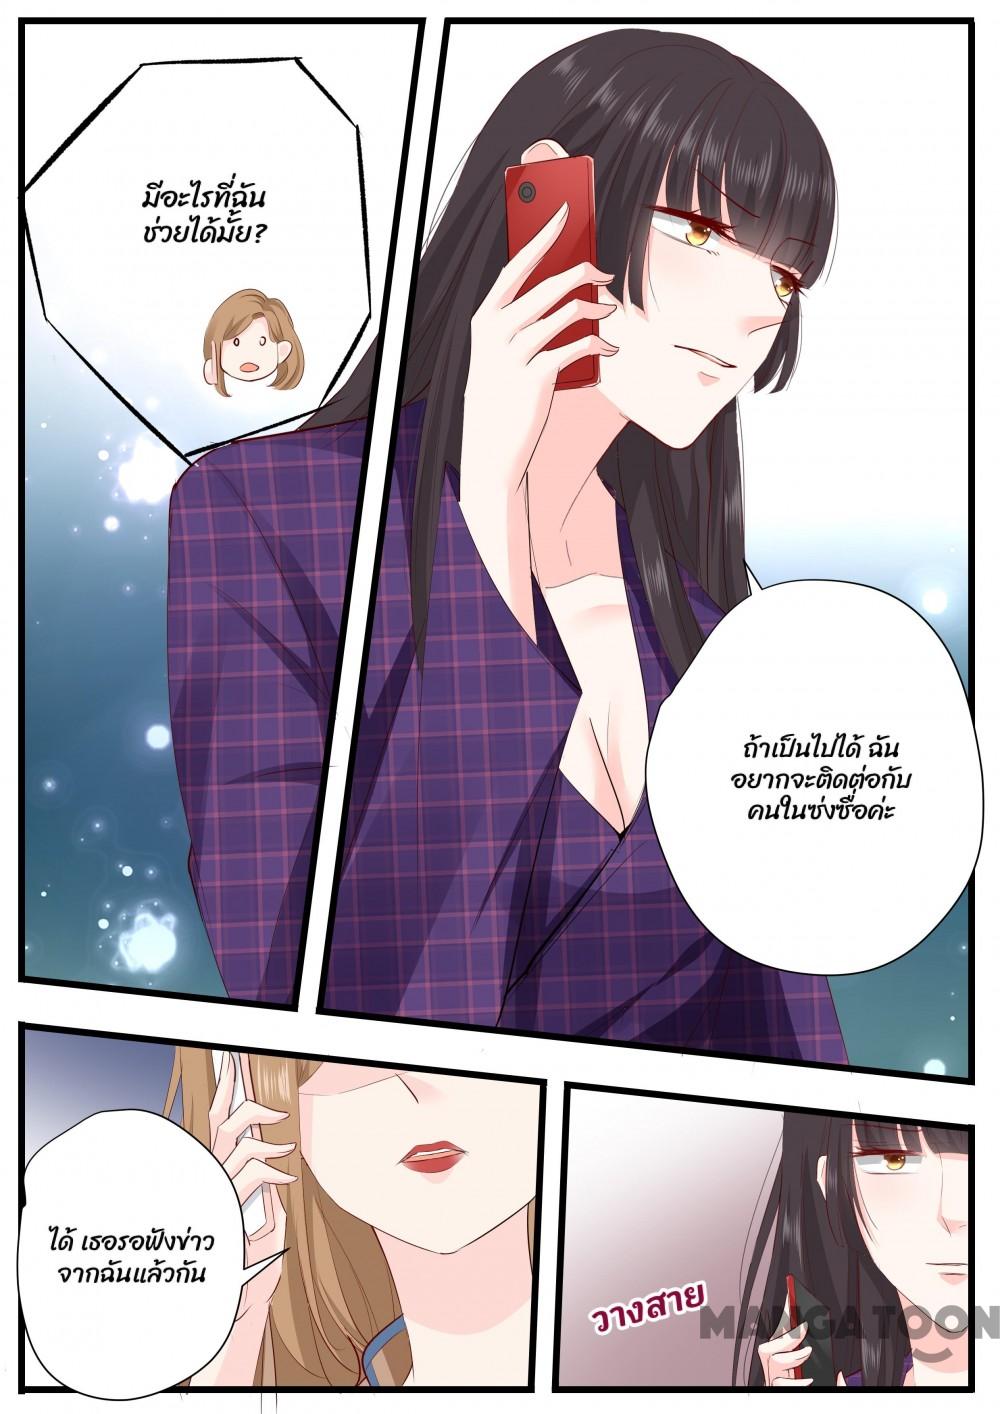 มีอะไรที่ฉัน
ช่วยได้มั้ย?
ถ้าเป็นไปได้ ฉัน
อยากจะติดต่อกับ
คนในซ่งซื่อค่ะ
ได้ เธอรอฟังข่าว
จากฉันแล้วกัน
วางสาย
MANGATOON